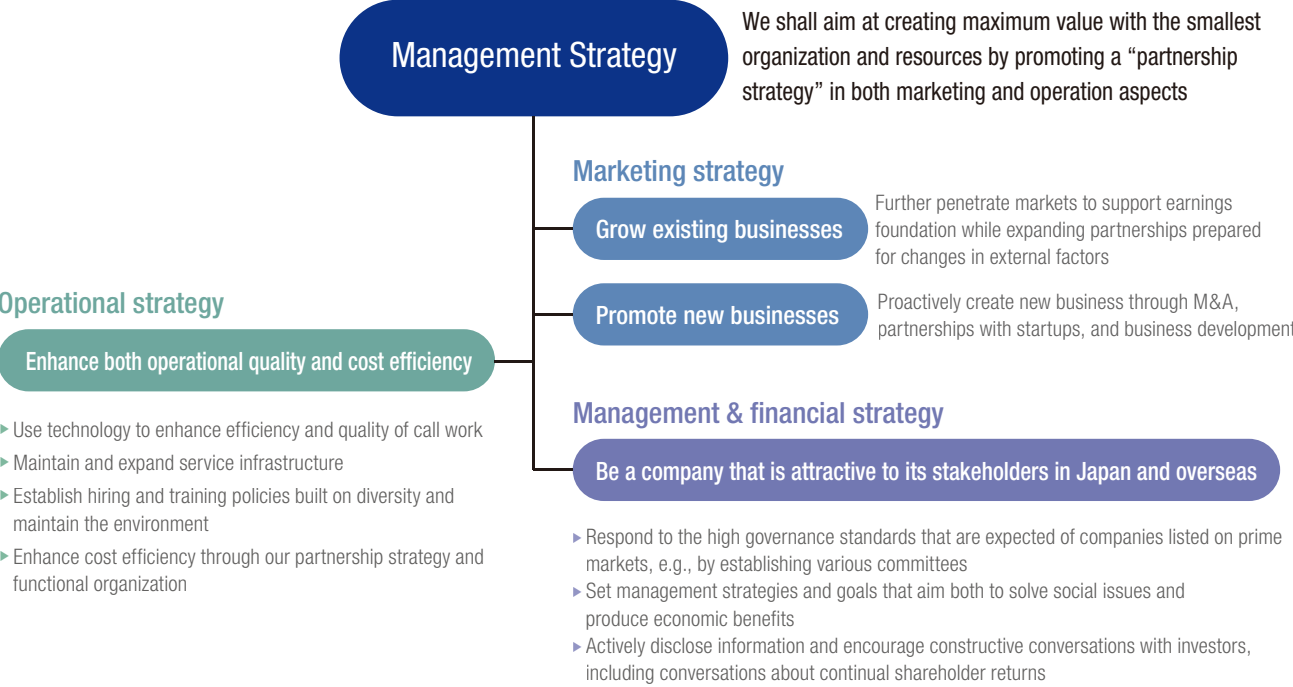 Management Strategy
We shall aim at creating maximum value with the smallest
organization and resources by promoting a “partnership
strategy” in both marketing and operation aspects
Marketing strategy
Grow existing businesses
Further penetrate markets to support earnings
foundation while expanding partnerships prepared
for changes in external factors
Promote new businesses
Proactively create new business through M&A,
partnerships with startups, and business development
Operational strategy
Enhance both operational quality and cost efficiency
Use technology to enhance efficiency and quality of call work
Maintain and expand service infrastructure
Establish hiring and training policies built on diversity and
maintain the environment
Enhance cost efficiency through our partnership strategy and
functional organization
Management & financial strategy
Be a company that is attractive to its stakeholders in Japan and overseas
Respond to the high governance standards that are expected of companies listed on prime
markets, e.g., by establishing various committees
Set management strategies and goals that aim both to solve social issues and
produce economic benefits
Actively disclose information and encourage constructive conversations with investors,
including conversations about continual shareholder returns